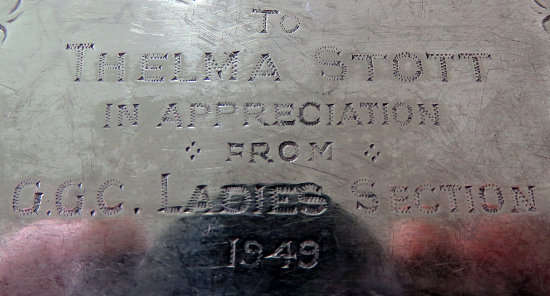 To
THELMA STOTT
IN APPRECIATION
FROM
G.G.C. LADIES SECTION
1949